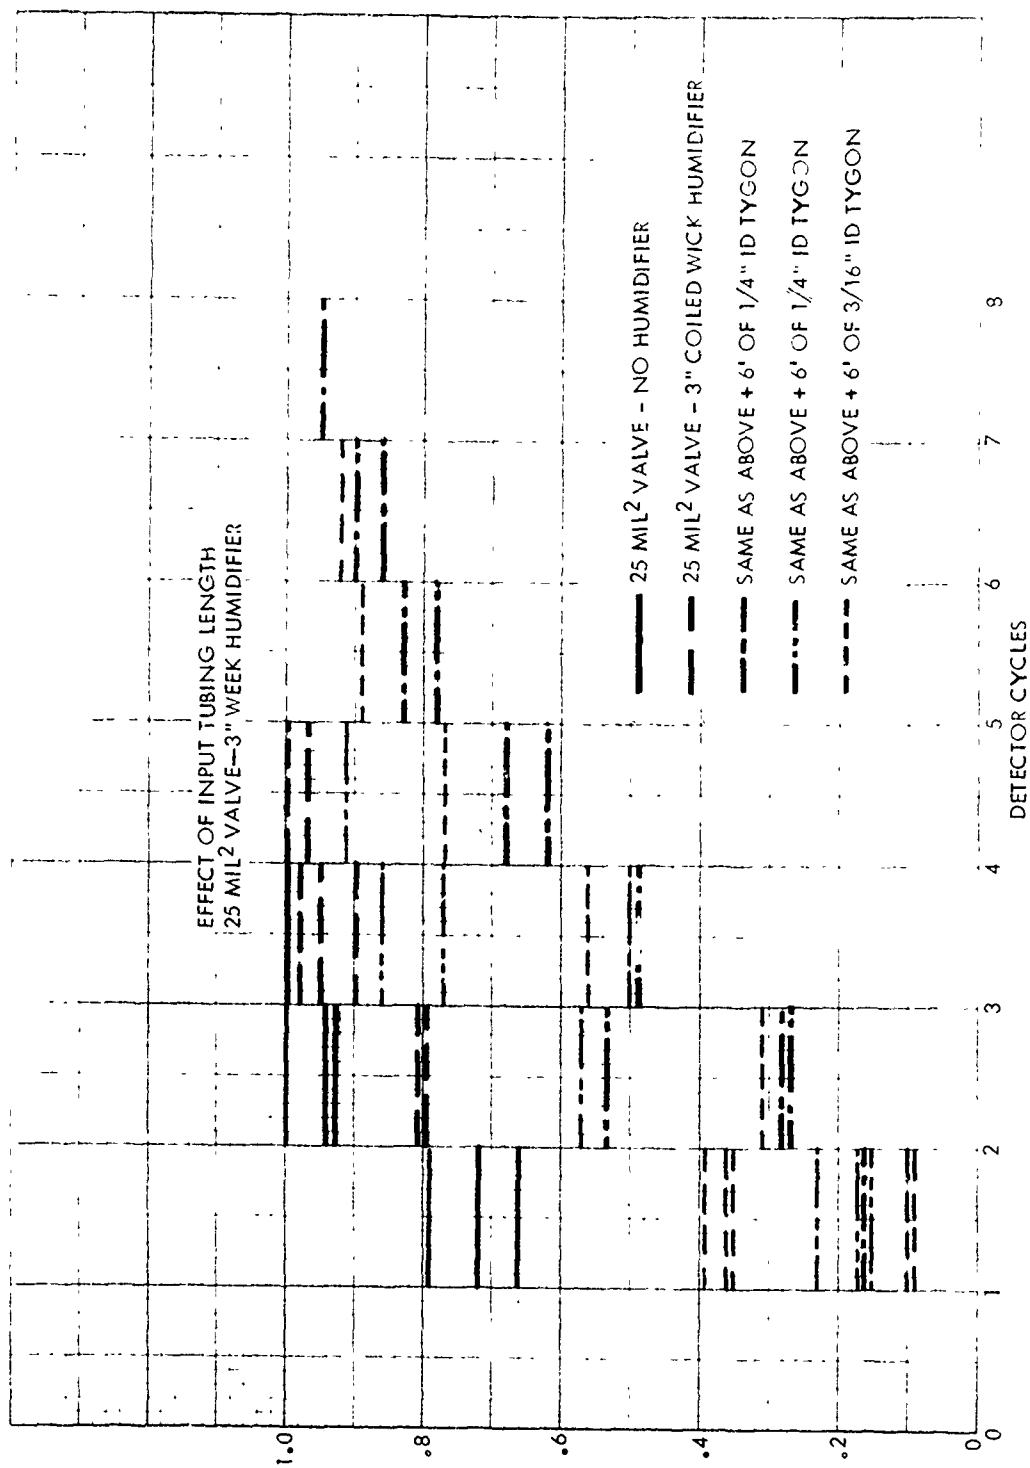 EFFECT OF INPUT TUBING LENGTH
25 MIL² VALVE—3" WEEK HUMIDIFIER
1.0
.8
.6
.4
.2
0
25 MIL² VALVE - NO HUMIDIFIER
25 MIL² VALVE - 3" COILED WICK HUMIDIFIER
SAME AS ABOVE + 6' OF 1/4" ID TYGON
SAME AS ABOVE + 6' OF 1/4" ID TYGON
SAME AS ABOVE + 6' OF 3/16" ID TYGON
0 1 2 3 4 5 6 7 8
DETECTOR CYCLES